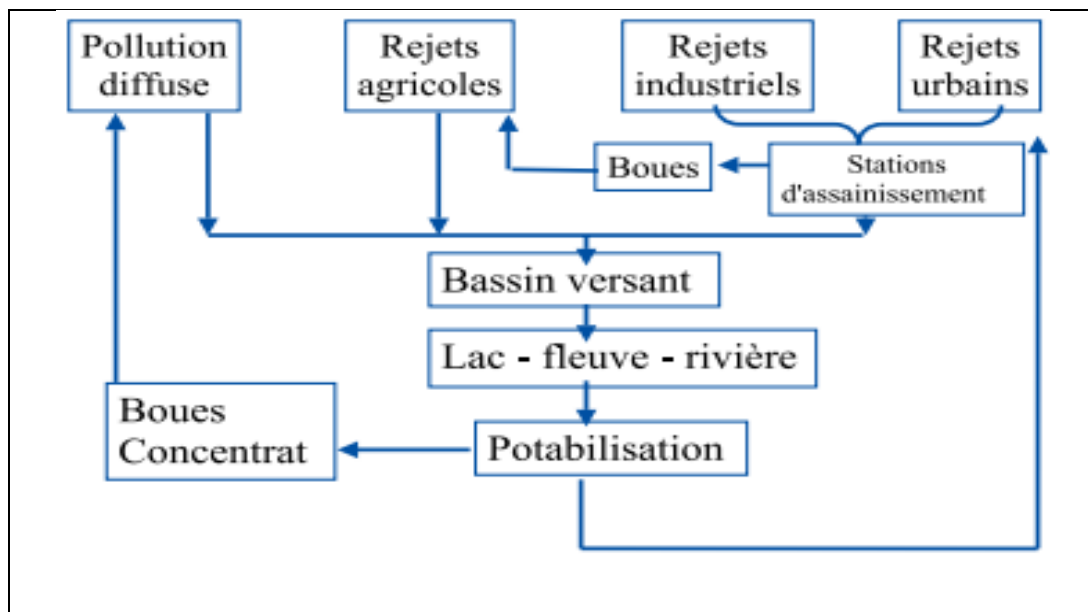 Pollution
diffuse
Rejets
agricoles
Rejets
industriels
Rejets
urbains
Boues
Stations
d'assainissement
Bassin versant
Lac - fleuve - rivière
Boues
Concentrat
Potabilisation